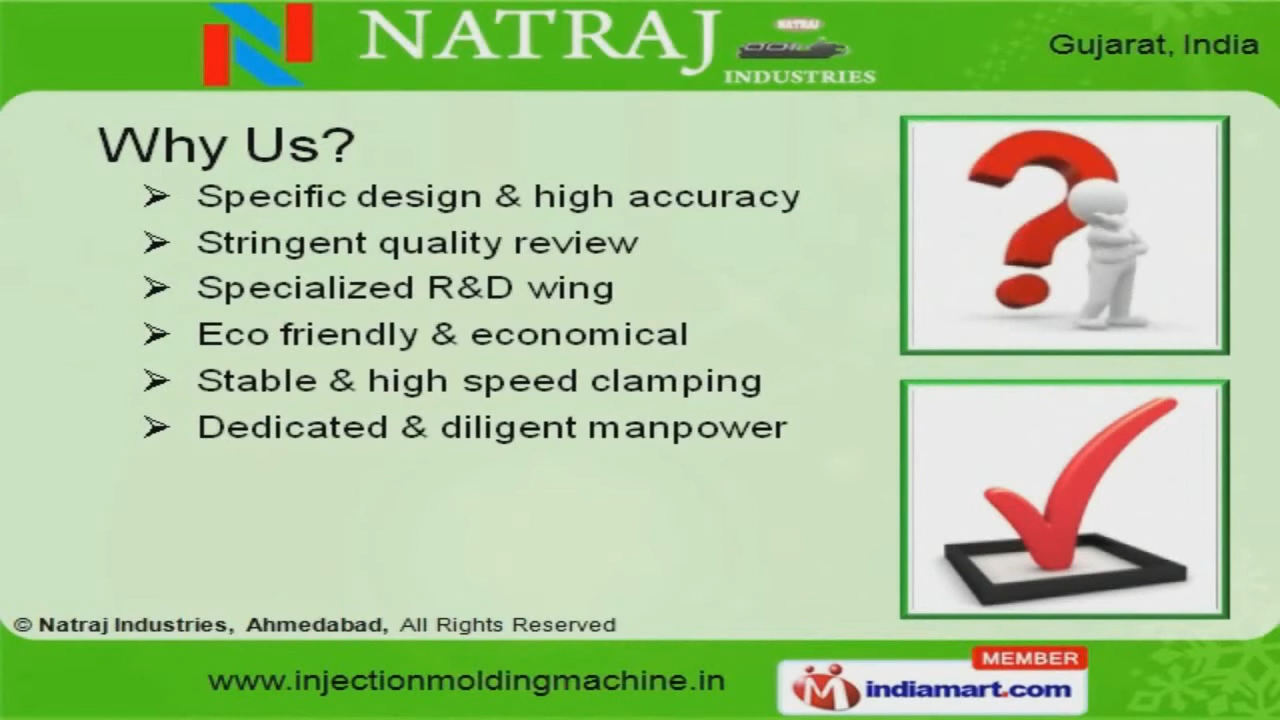 NATRAJ
NATRAJ
INDUSTRIES
Gujarat, India
Why Us?
➢ Specific design & high accuracy
➢ Stringent quality review
➢ Specialized R&D wing
➢ Eco friendly & economical
➢ Stable & high speed clamping
➢ Dedicated & diligent manpower
© Natraj Industries, Ahmedabad, All Rights Reserved
www.injectionmoldingmachine.in
MEMBER
indiamart.com